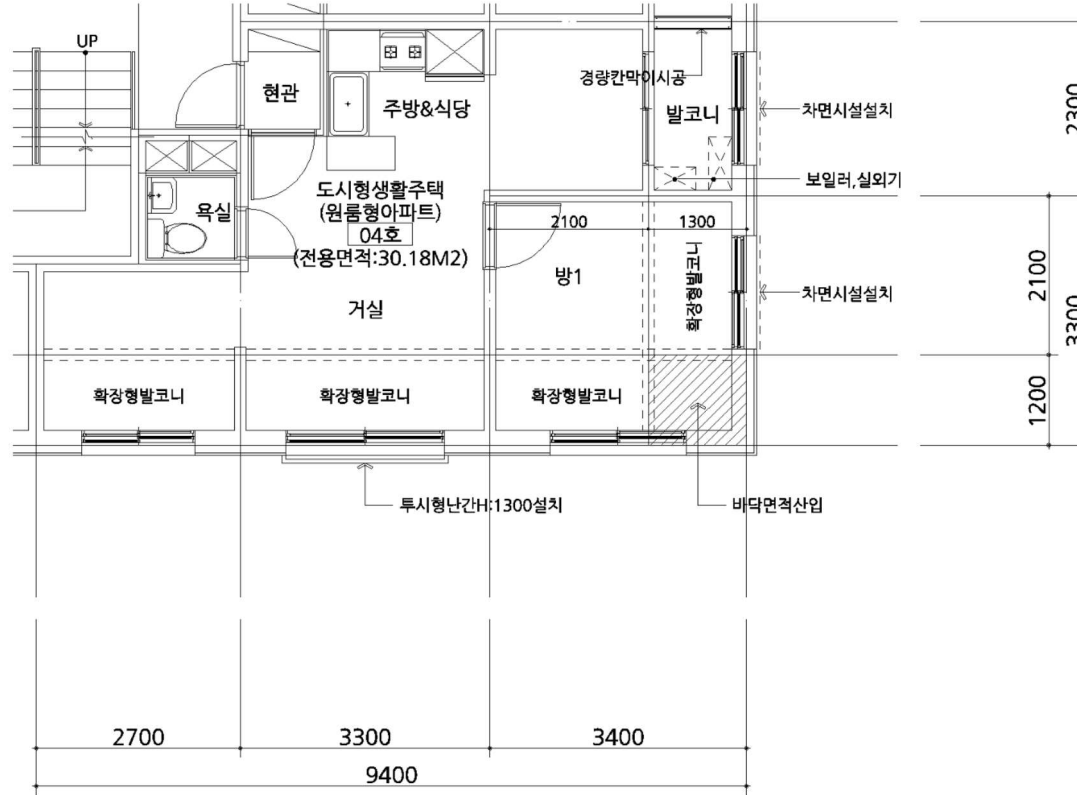 UP
현관
주방&식당
경량칸막이시공
발코니
차면시설설치
2300
보일러,실외기
욕실
도시형생활주택
(원룸형아파트)
04호
(전용면적:30.18M2)
2100
1300
방1
확장형발코니
차면시설설치
2100
3300
거실
확장형발코니
확장형발코니
확장형발코니
1200
투시형난간H:1300설치
바닥면적산입
2700
3300
3400
9400